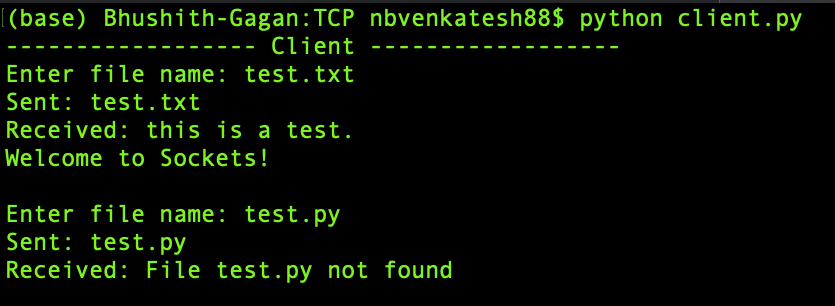 (base) Bhushith-Gagan:TCP nbvenkatesh88$ python client.py
------------------ Client ------------------
Enter file name: test.txt
Sent: test.txt
Received: this is a test.
Welcome to Sockets!
Enter file name: test.py
Sent: test.py
Received: File test.py not found